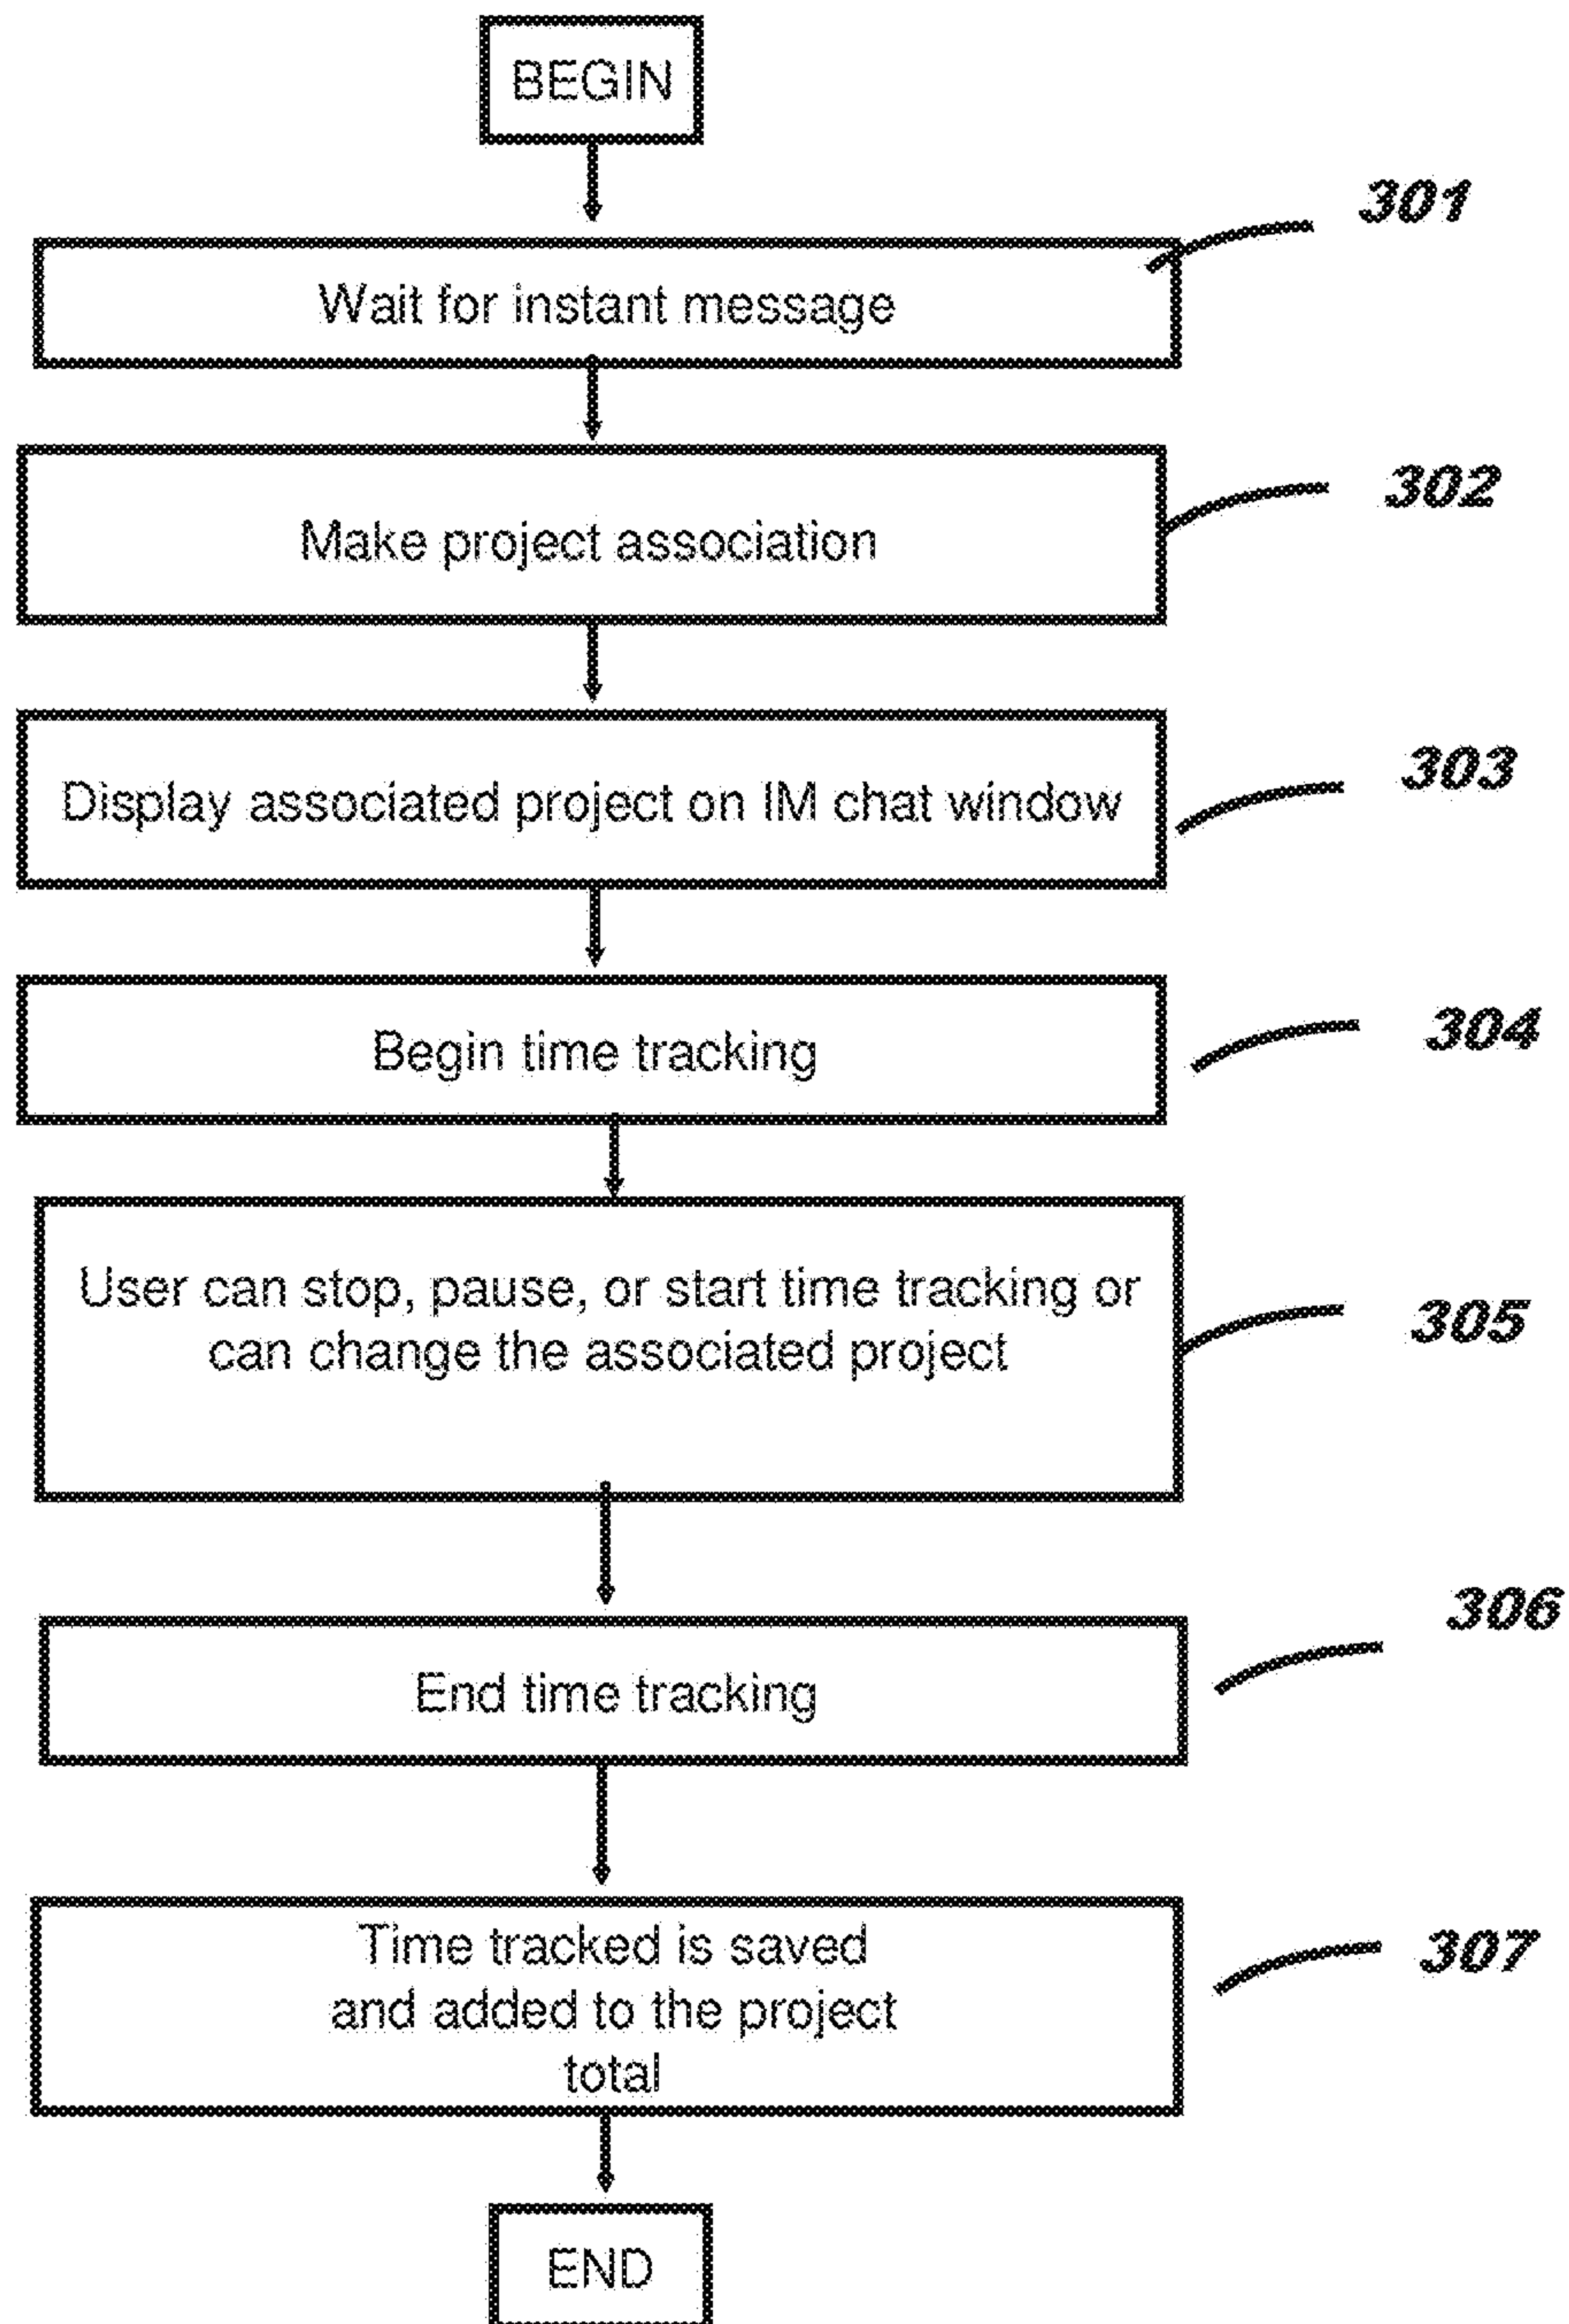 BEGIN
301
Wait for instant message
302
Make project association
303
Display associated project on IM chat window
304
Begin time tracking
User can stop, pause, or start time tracking or
305
can change the associated project
306
End time tracking
Time tracked is saved
307
and added to the project
total
END